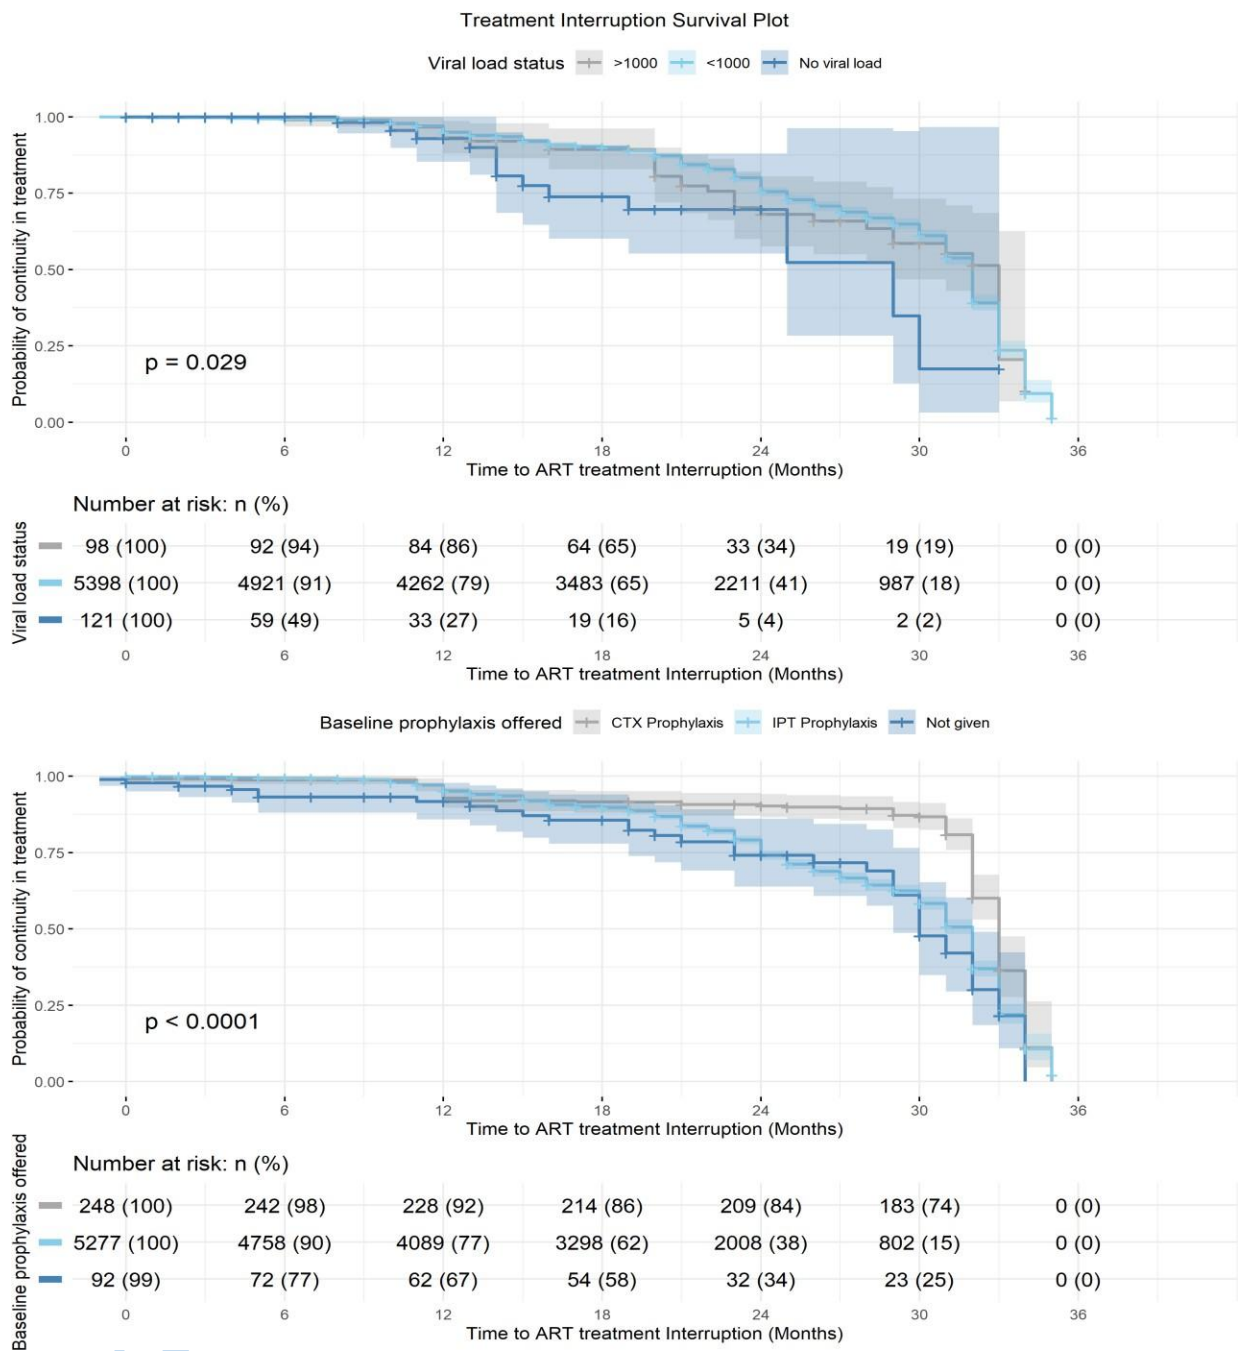 Treatment Interruption Survival Plot
Viral load status >1000 <1000 No viral load
Probability of continuity in treatment
1.00
0.75
0.50
0.25
0.00
p = 0.029
0 6 12 18 24 30 36
Time to ART treatment Interruption (Months)
Number at risk: n (%)
Viral load status
98 (100) 92 (94) 84 (86) 64 (65) 33 (34) 19 (19) 0 (0)
5398 (100) 4921 (91) 4262 (79) 3483 (65) 2211 (41) 987 (18) 0 (0)
121 (100) 59 (49) 33 (27) 19 (16) 5 (4) 2 (2) 0 (0)
0 6 12 18 24 30 36
Time to ART treatment Interruption (Months)
Baseline prophylaxis offered CTX Prophylaxis IPT Prophylaxis Not given
Probability of continuity in treatment
1.00
0.75
0.50
0.25
0.00
p < 0.0001
0 6 12 18 24 30 36
Time to ART treatment Interruption (Months)
Number at risk: n (%)
Baseline prophylaxis offered
248 (100) 242 (98) 228 (92) 214 (86) 209 (84) 183 (74) 0 (0)
5277 (100) 4758 (90) 4089 (77) 3298 (62) 2008 (38) 802 (15) 0 (0)
92 (99) 72 (77) 62 (67) 54 (58) 32 (34) 23 (25) 0 (0)
0 6 12 18 24 30 36
Time to ART treatment Interruption (Months)